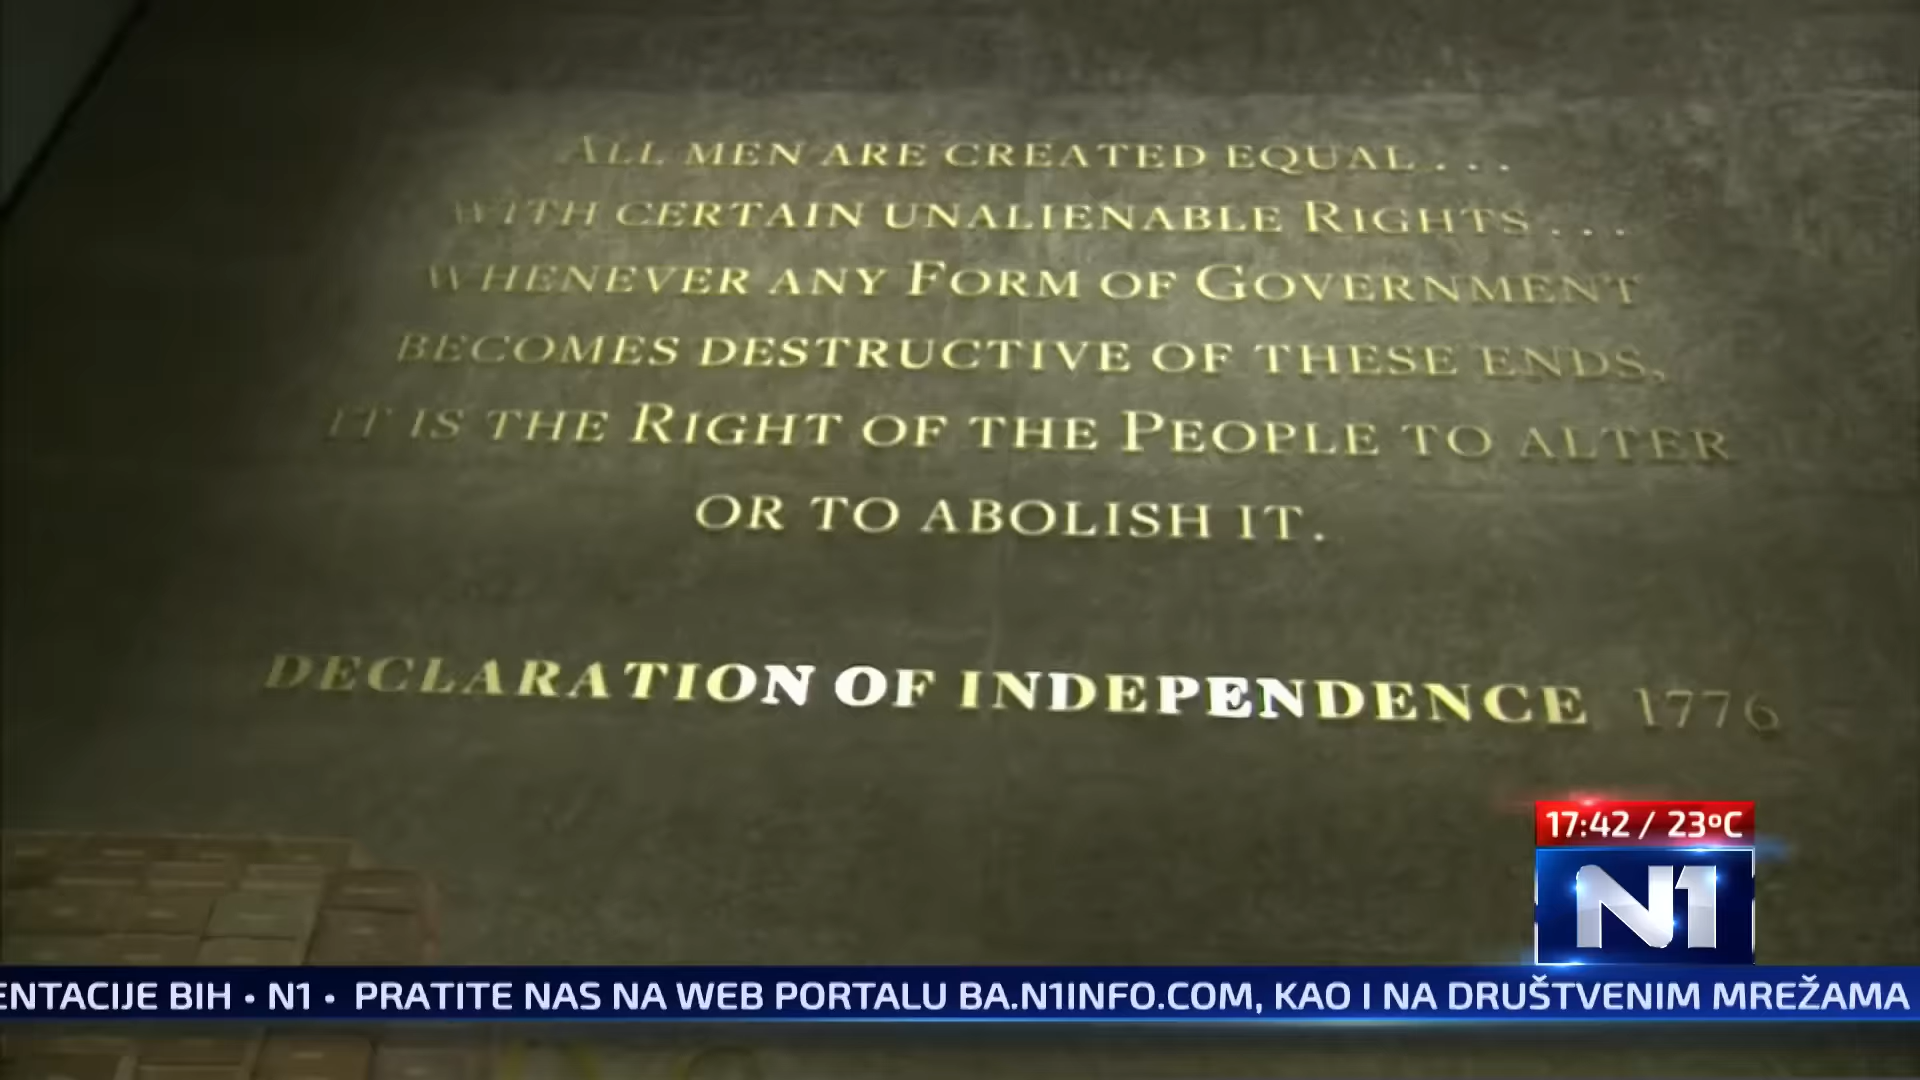 ALL MEN ARE CREATED EQUAL . . .
WITH CERTAIN UNALIENABLE RIGHTS . . .
WHENEVER ANY FORM OF GOVERNMENT
BECOMES DESTRUCTIVE OF THESE ENDS,
IT IS THE RIGHT OF THE PEOPLE TO ALTER
OR TO ABOLISH IT.
DECLARATION OF INDEPENDENCE 1776
17:42 / 23ºC
N1
ENTACIJE BIH • N1 • PRATITE NAS NA WEB PORTALU BA.N1INFO.COM, KAO I NA DRUŠTVENIM MREŽAMA